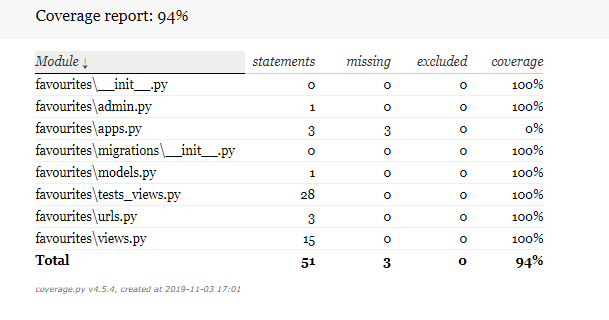 Coverage report: 94%
Module ↓ statements missing excluded coverage
favourites\__init__.py 0 0 0 100%
favourites\admin.py 1 0 0 100%
favourites\apps.py 3 3 0 0%
favourites\migrations\__init__.py 0 0 0 100%
favourites\models.py 1 0 0 100%
favourites\tests_views.py 28 0 0 100%
favourites\urls.py 3 0 0 100%
favourites\views.py 15 0 0 100%
Total 51 3 0 94%
coverage.py v4.5.4, created at 2019-11-03 17:01